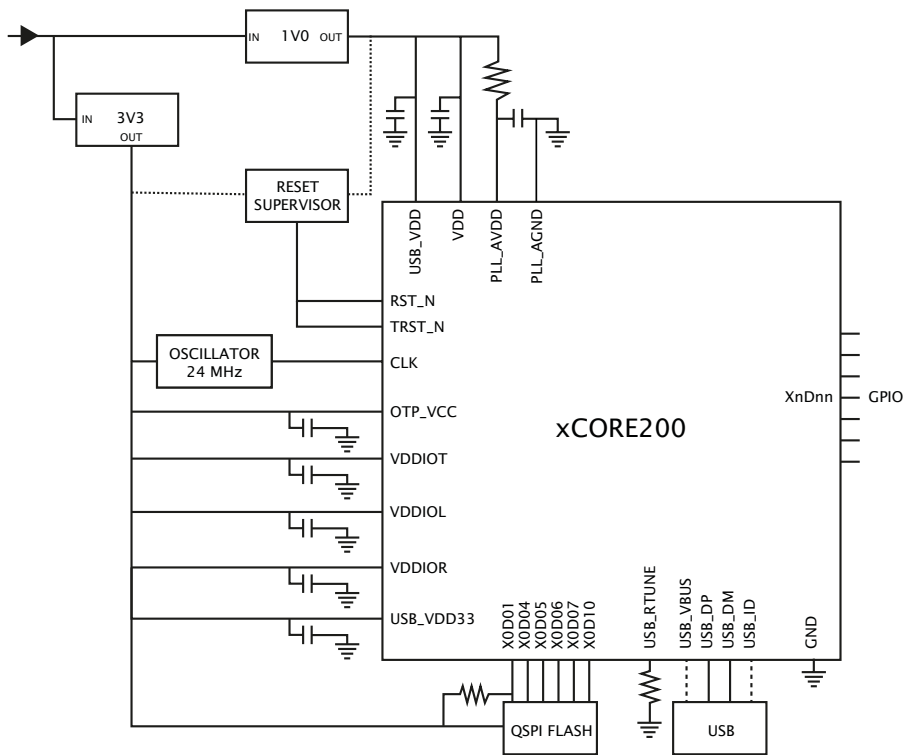 IN 1V0 OUT
IN 3V3
OUT
RESET
SUPERVISOR
USB_VDD
VDD
PLL_AVDD
PLL_AGND
RST_N
TRST_N
OSCILLATOR
24 MHz
CLK
OTP_VCC
VDDIOT
VDDIOL
VDDIOR
USB_VDD33
xCORE200
XnDnn GPIO
X0D01
X0D04
X0D05
X0D06
X0D07
X0D10
USB_RTUNE
USB_VBUS
USB_DP
USB_DM
USB_ID
GND
QSPI FLASH
USB